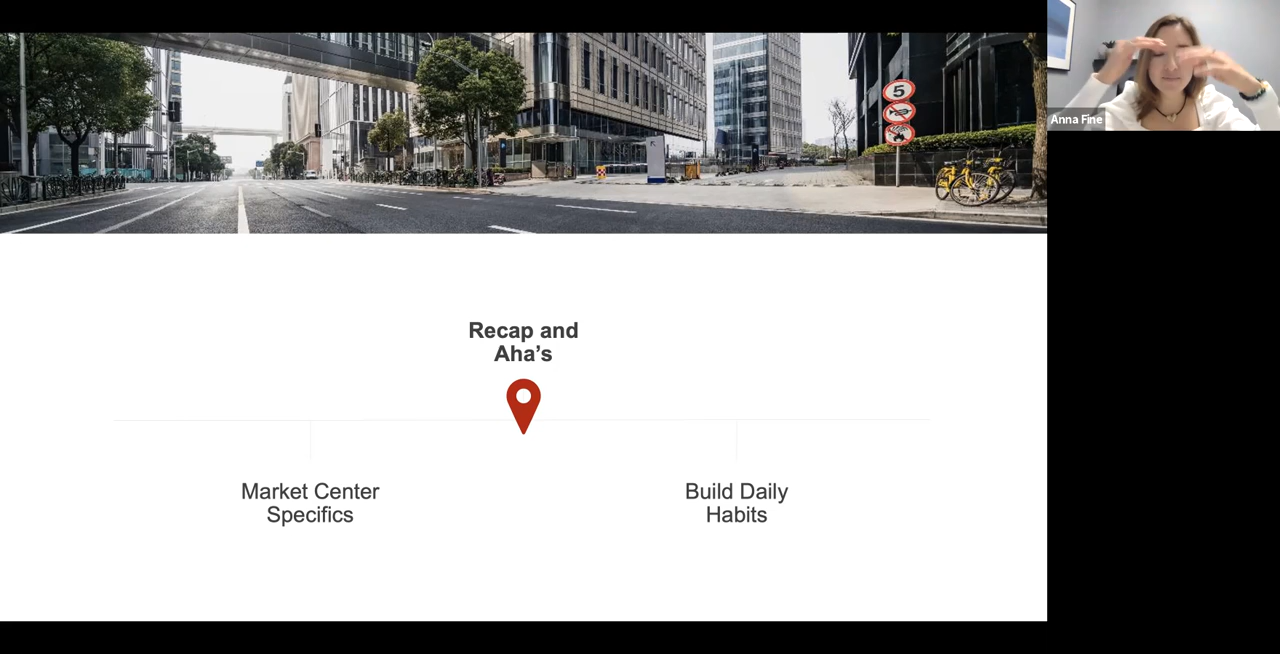 5
Anna Fine
Recap and
Aha’s
Market Center
Specifics
Build Daily
Habits